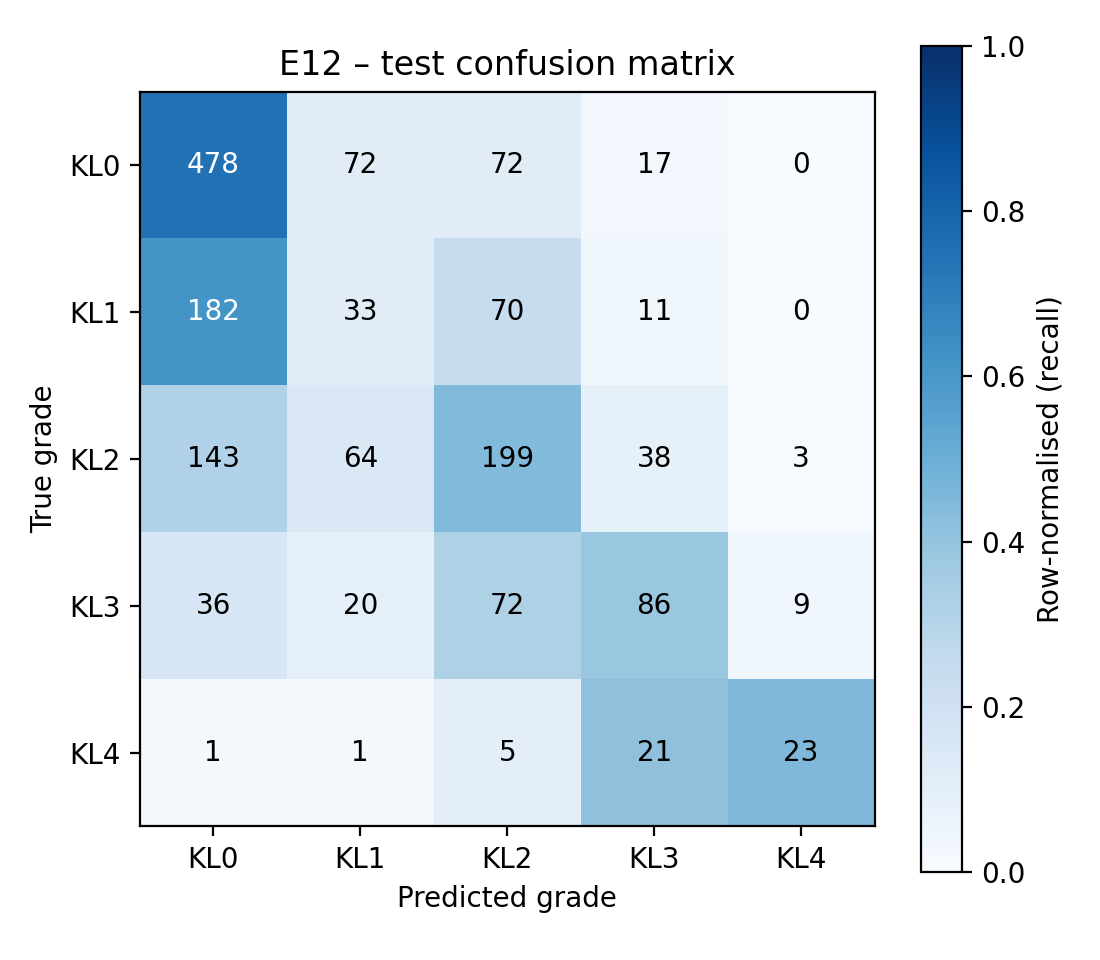 E12 – test confusion matrix
KL0 478 72 72 17 0
KL1 182 33 70 11 0
KL2 143 64 199 38 3
KL3 36 20 72 86 9
KL4 1 1 5 21 23
KL0 KL1 KL2 KL3 KL4
Predicted grade
True grade
1.0
0.8
0.6
0.4
0.2
0.0
Row-normalised (recall)